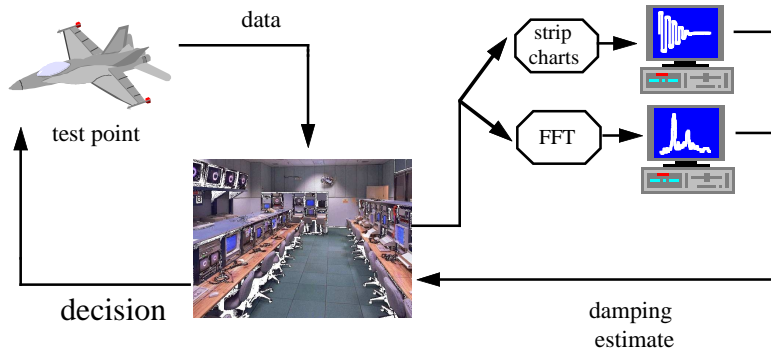 data
strip
charts
test point
FFT
decision
damping
estimate